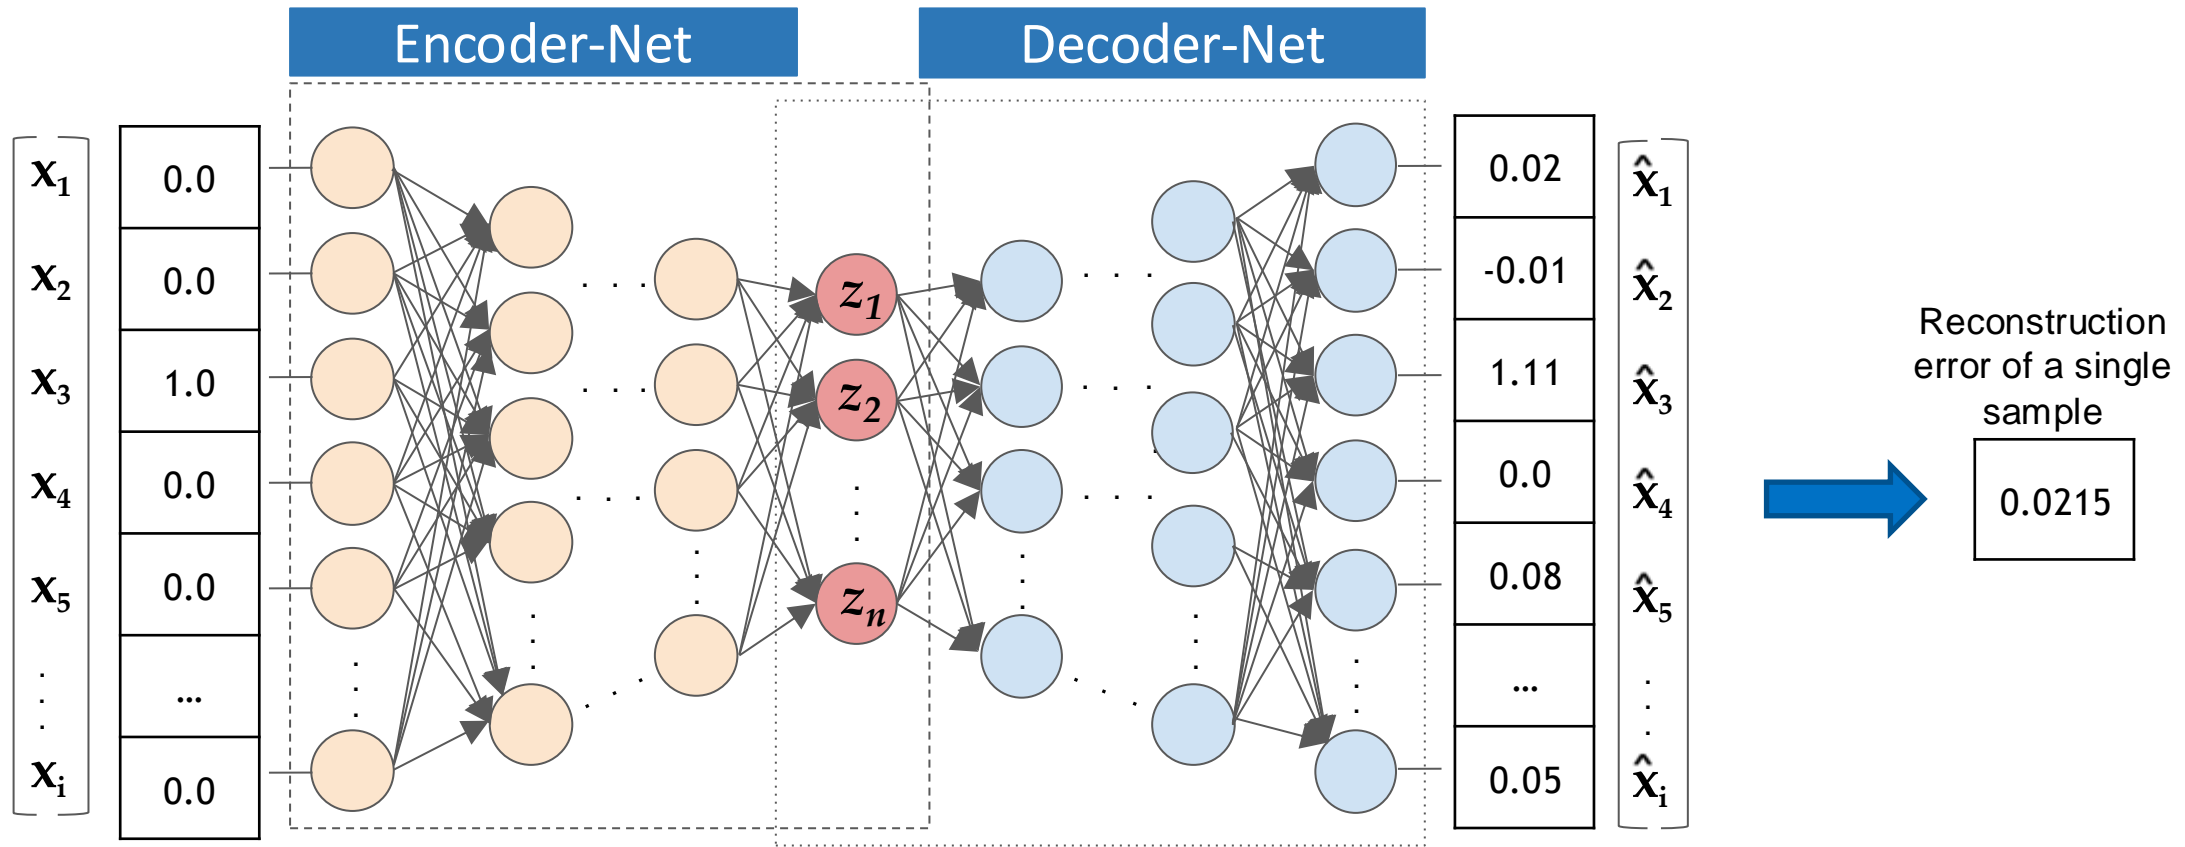 Encoder-Net
Decoder-Net
x1
x2
x3
x4
x5
.
.
.
xi
0.0
0.0
1.0
0.0
0.0
...
0.0
. . .
. . .
. . .
z1
z2
.
.
.
zn
. . .
. . .
. . .
0.02
-0.01
1.11
0.0
0.08
...
0.05
x̂1
x̂2
x̂3
x̂4
x̂5
.
.
.
x̂i
Reconstruction
error of a single
sample
0.0215